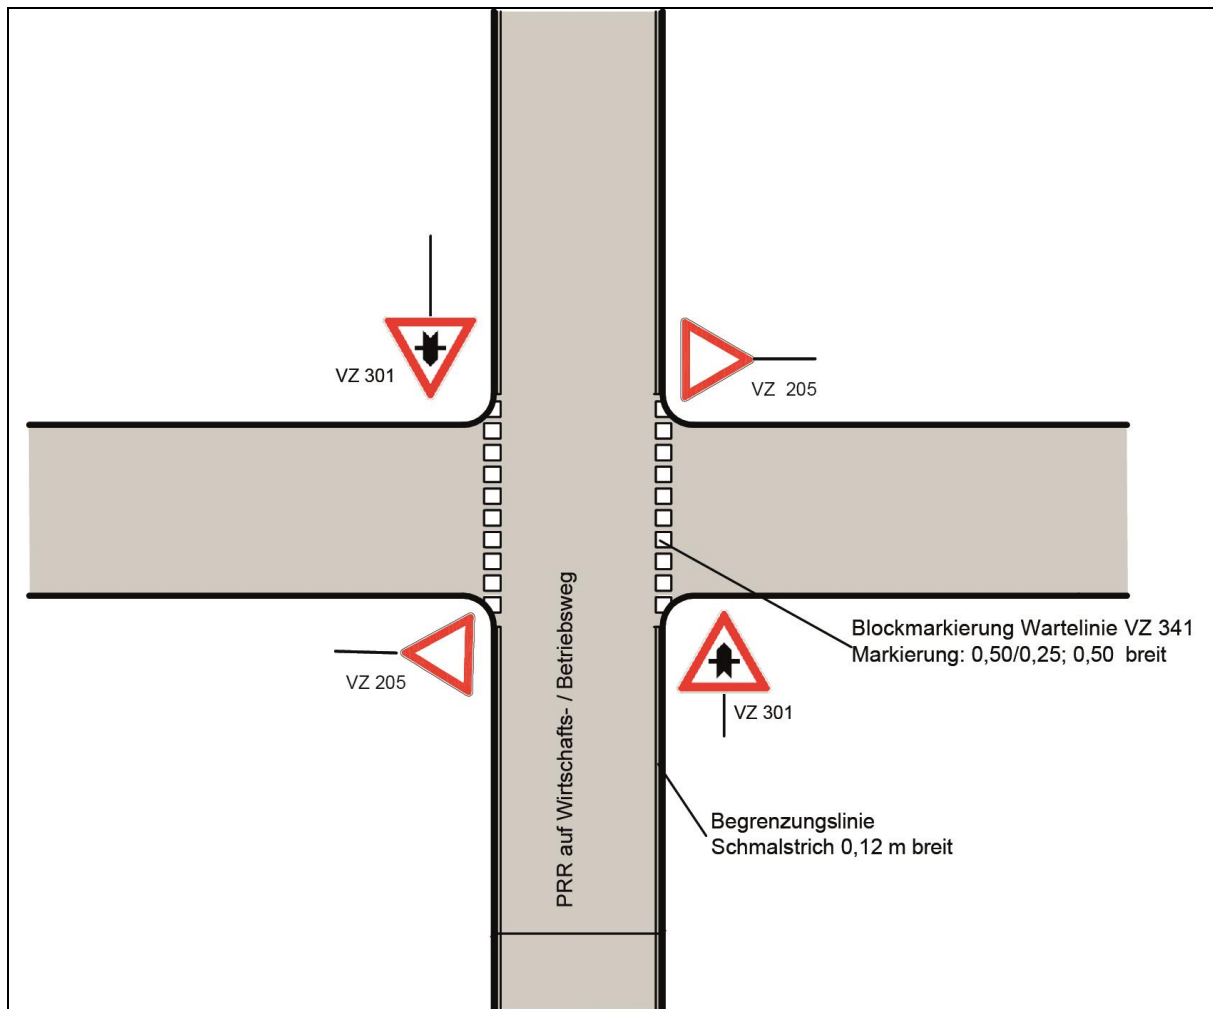 VZ 301
VZ 205
Blockmarkierung Wartelinie VZ 341
Markierung: 0,50/0,25; 0,50 breit
VZ 205
VZ 301
PRR auf Wirtschafts- / Betriebsweg
Begrenzungslinie
Schmalstrich 0,12 m breit